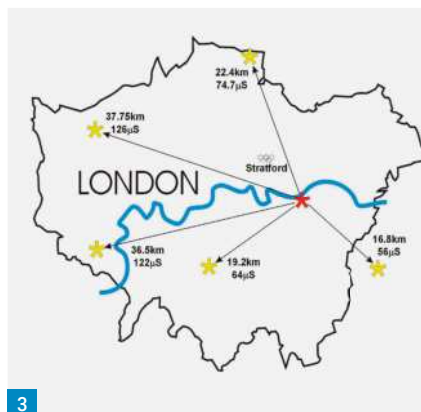 22.4km
74.7µS
37.75km
126µS
Stratford
LONDON
36.5km
122µS
19.2km
64µS
16.8km
56µS
3